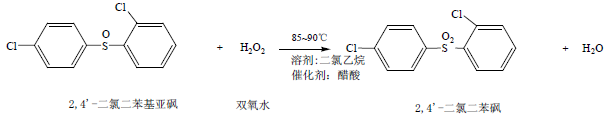 Cl
O
Cl
S
+
H2O2
85~90℃
溶剂:二氯乙烷
催化剂: 醋酸
Cl
O2
S
Cl
+
H2O
2,4'-二氯二苯基亚砜
双氧水
2,4'-二氯二苯砜